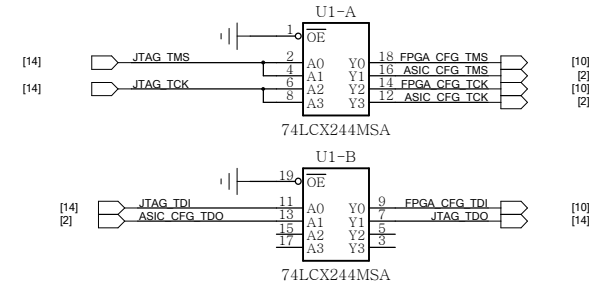 U1-A
1 OE
[14] JTAG_TMS 2 A0 Y0 18 FPGA_CFG_TMS [10]
4 A1 Y1 16 ASIC_CFG_TMS [2]
[14] JTAG_TCK 6 A2 Y2 14 FPGA_CFG_TCK [10]
8 A3 Y3 12 ASIC_CFG_TCK [2]
74LCX244MSA
U1-B
19 OE
[14] JTAG_TDI 11 A0 Y0 9 FPGA_CFG_TDI [10]
[2] ASIC_CFG_TDO 13 A1 Y1 7 JTAG_TDO [14]
15 A2 Y2 5
17 A3 Y3 3
74LCX244MSA